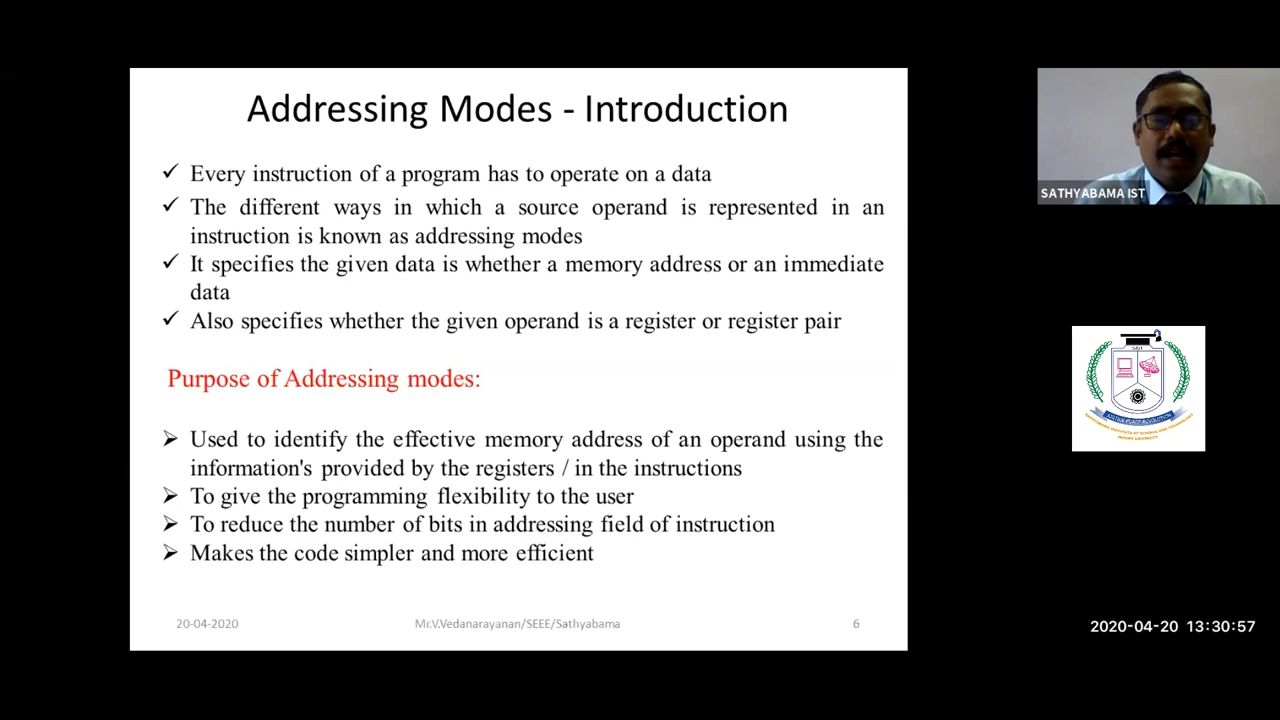 Addressing Modes - Introduction
✓ Every instruction of a program has to operate on a data
✓ The different ways in which a source operand is represented in an
instruction is known as addressing modes
✓ It specifies the given data is whether a memory address or an immediate
data
✓ Also specifies whether the given operand is a register or register pair
Purpose of Addressing modes:
➢ Used to identify the effective memory address of an operand using the
information's provided by the registers / in the instructions
➢ To give the programming flexibility to the user
➢ To reduce the number of bits in addressing field of instruction
➢ Makes the code simpler and more efficient
20-04-2020
Mr.V.Vedanarayanan/SEEE/Sathyabama
6
SATHYABAMA IST
2020-04-20 13:30:57